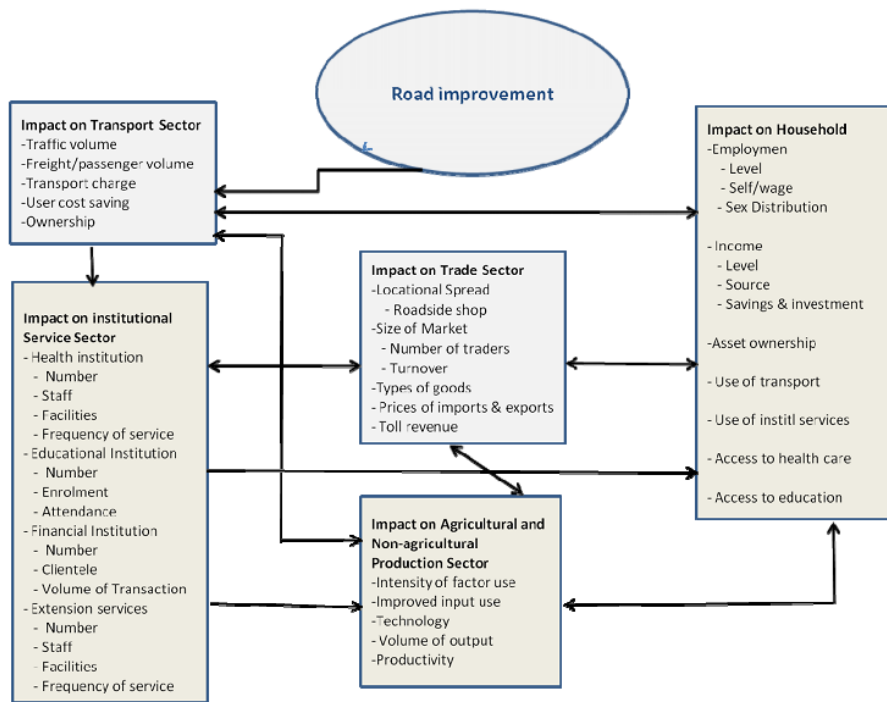 Road improvement
Impact on Transport Sector
-Traffic volume
-Freight/passenger volume
-Transport charge
-User cost saving
-Ownership
Impact on institutional
Service Sector
- Health institution
- Number
- Staff
- Facilities
- Frequency of service
- Educational Institution
- Number
- Enrolment
- Attendance
- Financial Institution
- Number
- Clientele
- Volume of Transaction
- Extension services
- Number
- Staff
- Facilities
- Frequency of service
Impact on Trade Sector
-Locational Spread
- Roadside shop
-Size of Market
- Number of traders
- Turnover
-Types of goods
- Prices of imports & exports
- Toll revenue
Impact on Agricultural and
Non-agricultural
Production Sector
-Intensity of factor use
-Improved input use
-Technology
- Volume of output
-Productivity
Impact on Household
-Employmen
- Level
- Self/wage
- Sex Distribution
- Income
- Level
- Source
- Savings & investment
-Asset ownership
- Use of transport
- Use of institl services
- Access to health care
- Access to education